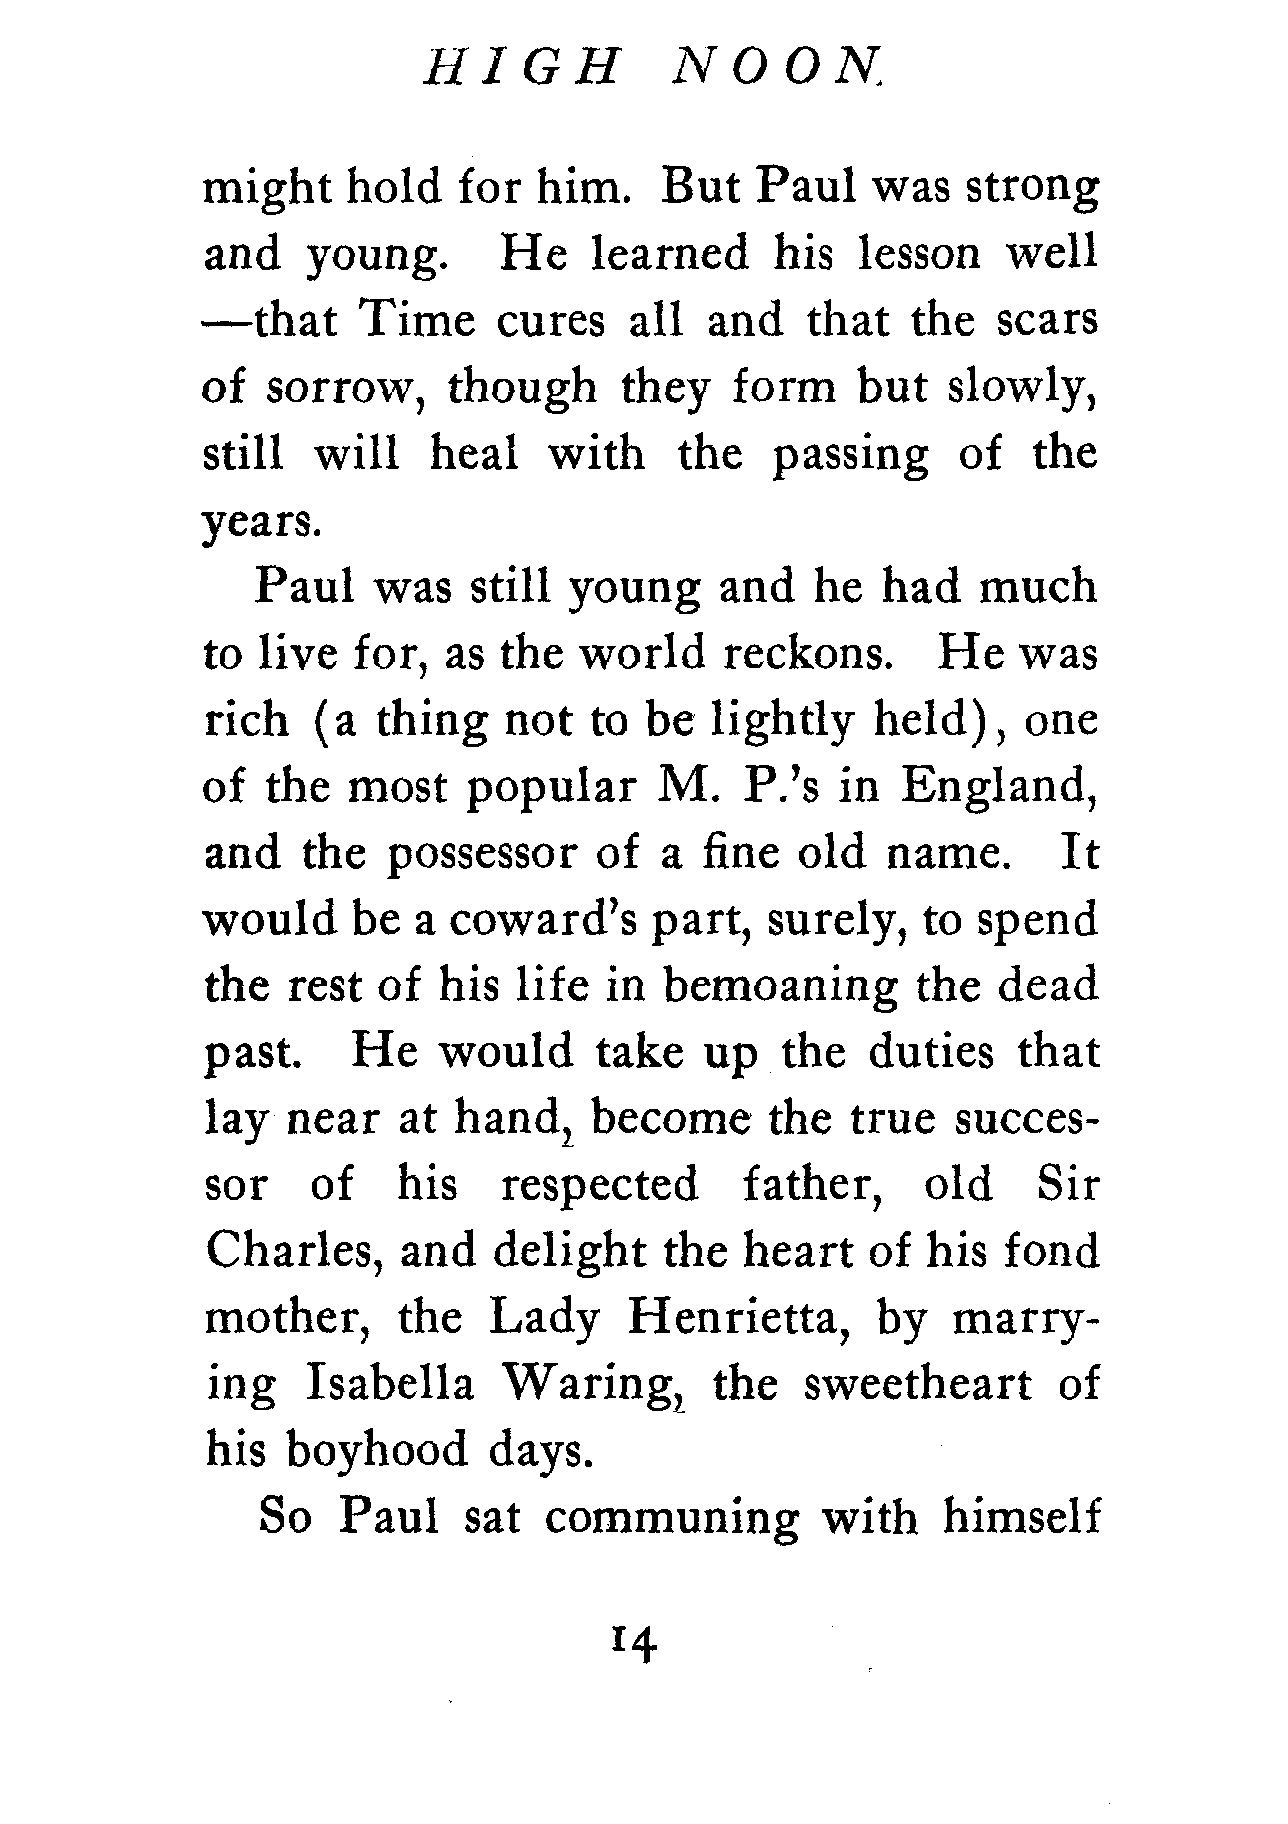 HIGH NOON
might hold for him. But Paul was strong
and young. He learned his lesson well
—that Time cures all and that the scars
of sorrow, though they form but slowly,
still will heal with the passing of the
years.
Paul was still young and he had much
to live for, as the world reckons. He was
rich (a thing not to be lightly held), one
of the most popular M. P.'s in England,
and the possessor of a fine old name. It
would be a coward's part, surely, to spend
the rest of his life in bemoaning the dead
past. He would take up the duties that
lay near at hand, become the true succes-
sor of his respected father, old Sir
Charles, and delight the heart of his fond
mother, the Lady Henrietta, by marry-
ing Isabella Waring, the sweetheart of
his boyhood days.
So Paul sat communing with himself
14